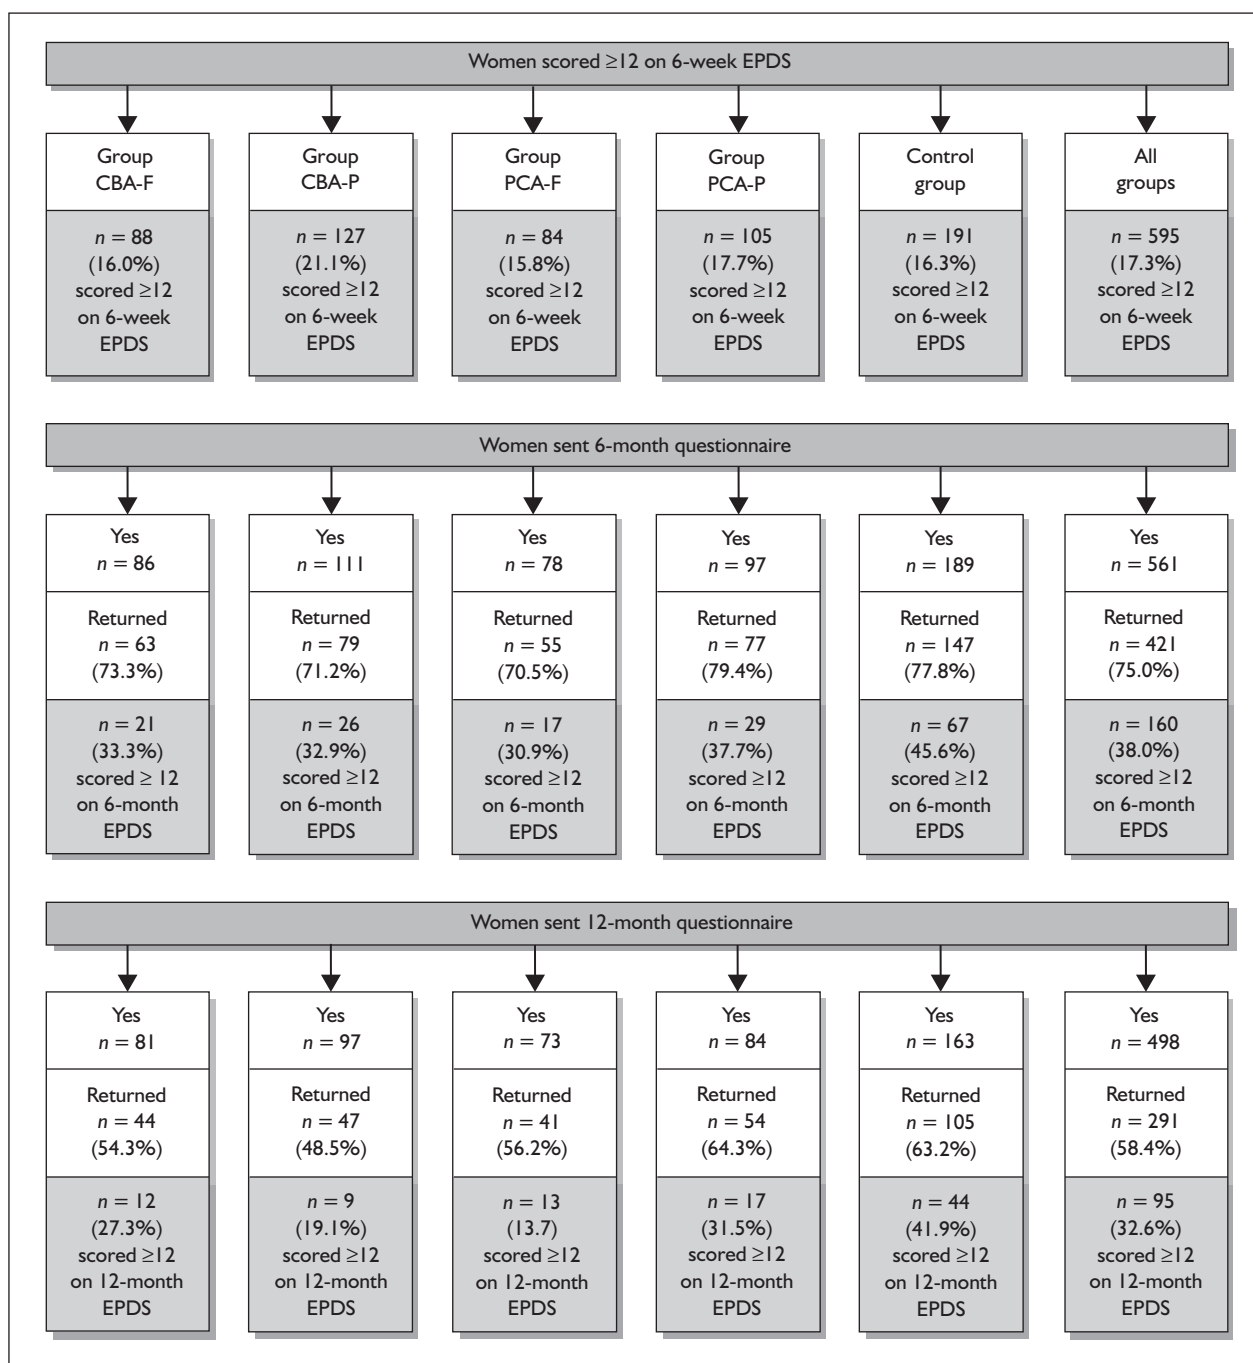 Women scored ≥12 on 6-week EPDS
Group
CBA-F
n = 88
(16.0%)
scored ≥12
on 6-week
EPDS
Group
CBA-P
n = 127
(21.1%)
scored ≥12
on 6-week
EPDS
Group
PCA-F
n = 84
(15.8%)
scored ≥12
on 6-week
EPDS
Group
PCA-P
n = 105
(17.7%)
scored ≥12
on 6-week
EPDS
Control
group
n = 191
(16.3%)
scored ≥12
on 6-week
EPDS
All
groups
n = 595
(17.3%)
scored ≥12
on 6-week
EPDS
Women sent 6-month questionnaire
Yes
n = 86
Returned
n = 63
(73.3%)
n = 21
(33.3%)
scored ≥ 12
on 6-month
EPDS
Yes
n = 111
Returned
n = 79
(71.2%)
n = 26
(32.9%)
scored ≥12
on 6-month
EPDS
Yes
n = 78
Returned
n = 55
(70.5%)
n = 17
(30.9%)
scored ≥12
on 6-month
EPDS
Yes
n = 97
Returned
n = 77
(79.4%)
n = 29
(37.7%)
scored ≥12
on 6-month
EPDS
Yes
n = 189
Returned
n = 147
(77.8%)
n = 67
(45.6%)
scored ≥12
on 6-month
EPDS
Yes
n = 561
Returned
n = 421
(75.0%)
n = 160
(38.0%)
scored ≥12
on 6-month
EPDS
Women sent 12-month questionnaire
Yes
n = 81
Returned
n = 44
(54.3%)
n = 12
(27.3%)
scored ≥12
on 12-month
EPDS
Yes
n = 97
Returned
n = 47
(48.5%)
n = 9
(19.1%)
scored ≥12
on 12-month
EPDS
Yes
n = 73
Returned
n = 41
(56.2%)
n = 13
(13.7)
scored ≥12
on 12-month
EPDS
Yes
n = 84
Returned
n = 54
(64.3%)
n = 17
(31.5%)
scored ≥12
on 12-month
EPDS
Yes
n = 163
Returned
n = 105
(63.2%)
n = 44
(41.9%)
scored ≥12
on 12-month
EPDS
Yes
n = 498
Returned
n = 291
(58.4%)
n = 95
(32.6%)
scored ≥12
on 12-month
EPDS